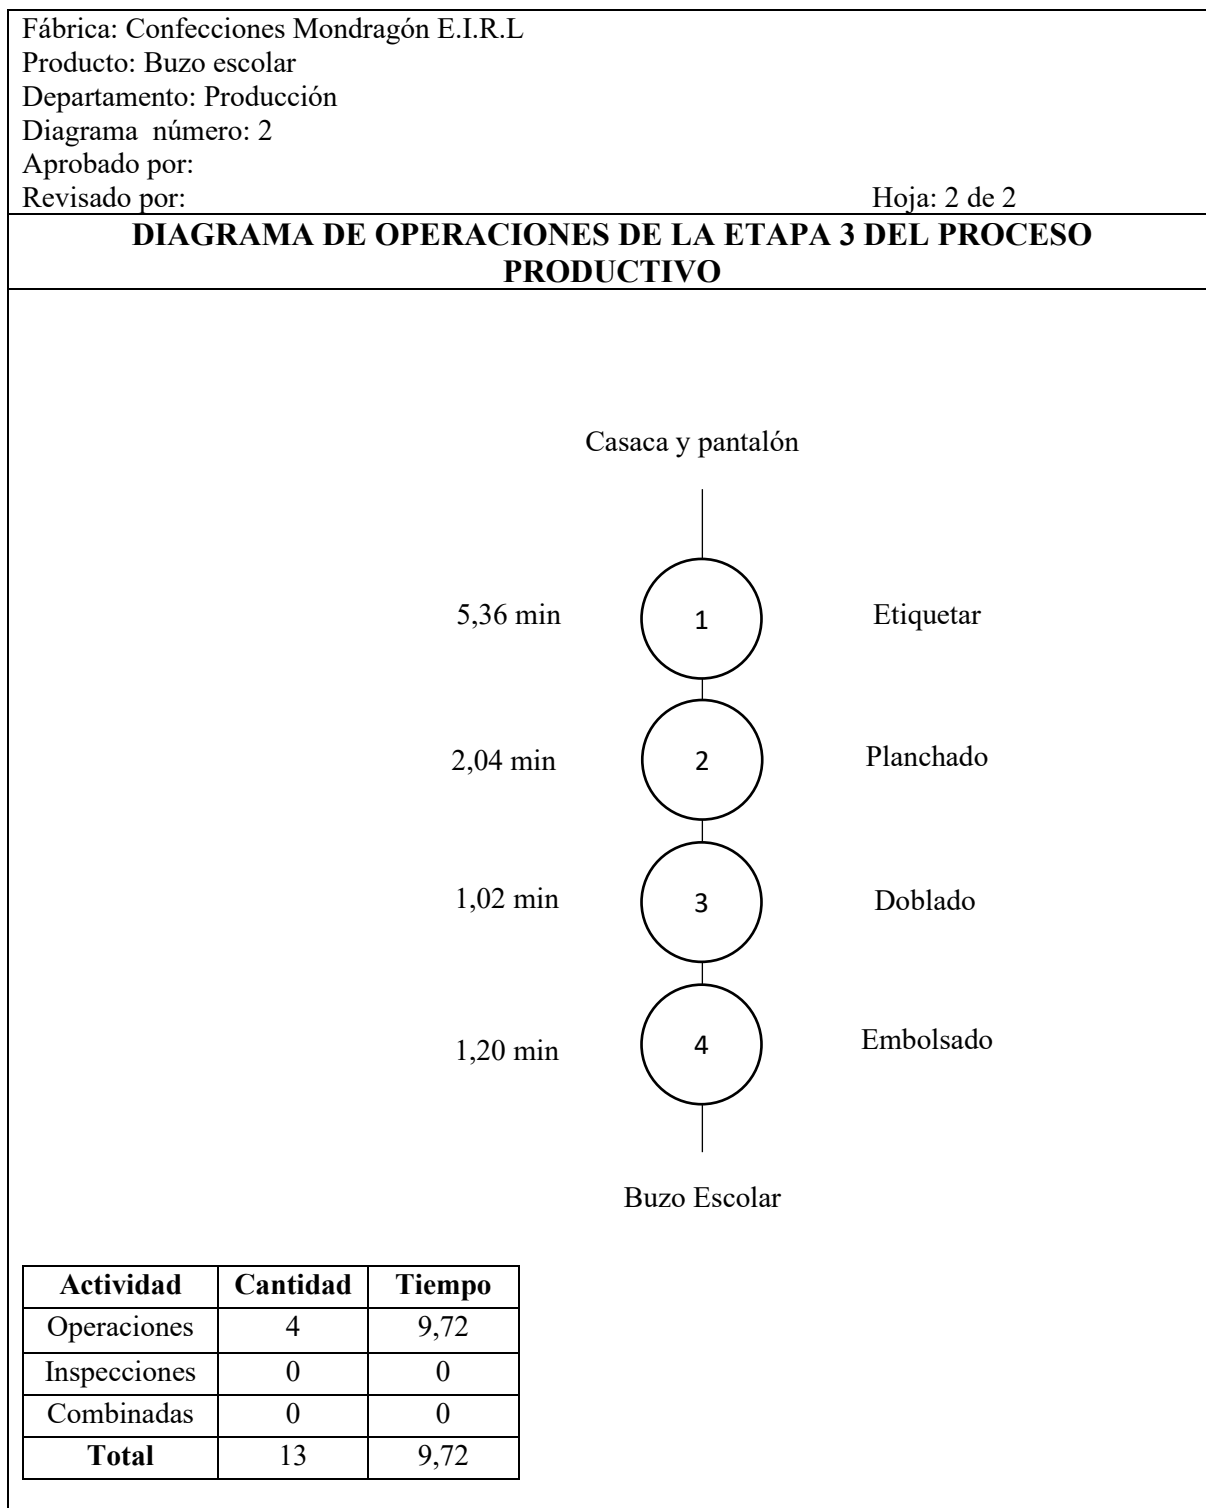 Fábrica: Confecciones Mondragón E.I.R.L
Producto: Buzo escolar
Departamento: Producción
Diagrama  número: 2
Aprobado por:
Revisado por: Hoja: 2 de 2
DIAGRAMA DE OPERACIONES DE LA ETAPA 3 DEL PROCESO
PRODUCTIVO
Casaca y pantalón
5,36 min 1 Etiquetar
2,04 min 2 Planchado
1,02 min 3 Doblado
1,20 min 4 Embolsado
Buzo Escolar
Actividad Cantidad Tiempo
Operaciones 4 9,72
Inspecciones 0 0
Combinadas 0 0
Total 13 9,72